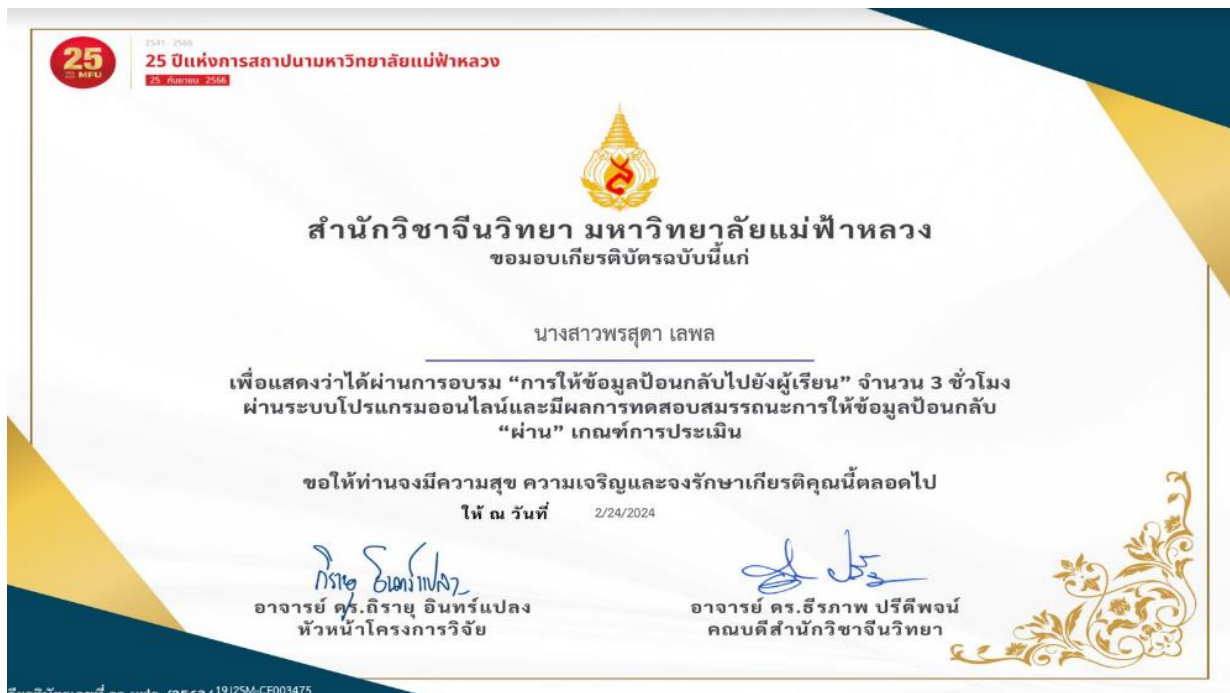 2541-2566
25
MFU
25 ปีแห่งการสถาปนามหาวิทยาลัยแม่ฟ้าหลวง
25 กันยายน 2566
สำนักวิชาจีนวิทยา มหาวิทยาลัยแม่ฟ้าหลวง
ขอมอบเกียรติบัตรฉบับนี้แก่
นางสาวพรสุดา เลพล
เพื่อแสดงว่าได้ผ่านการอบรม “การให้ข้อมูลป้อนกลับไปยังผู้เรียน” จำนวน 3 ชั่วโมง
ผ่านระบบโปรแกรมออนไลน์และมีผลการทดสอบสมรรถนะการให้ข้อมูลป้อนกลับ
“ผ่าน” เกณฑ์การประเมิน
ขอให้ท่านจงมีความสุข ความเจริญและจงรักษาเกียรติคุณนี้ตลอดไป
ให้ ณ วันที่ 2/24/2024
อาจารย์ ดร.ถิรายุ อินทร์แปลง
หัวหน้าโครงการวิจัย
อาจารย์ ดร.ธีรภาพ ปรีดีพจน์
คณบดีสำนักวิชาจีนวิทยา